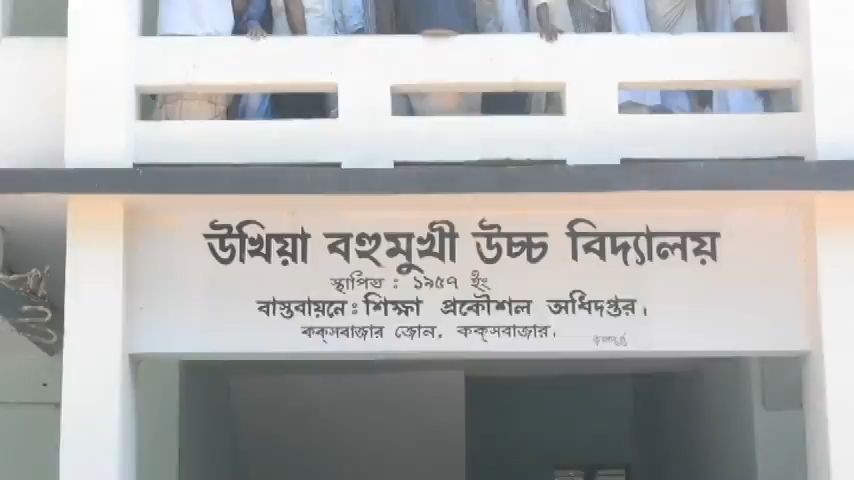 উখিয়া বহুমুখী উচ্চ বিদ্যালয়
স্থাপিত : ১৯৫৭ ইং
বাস্তবায়নে : শিক্ষা প্রকৌশল অধিদপ্তর।
কক্সবাজার জোন, কক্সবাজার।